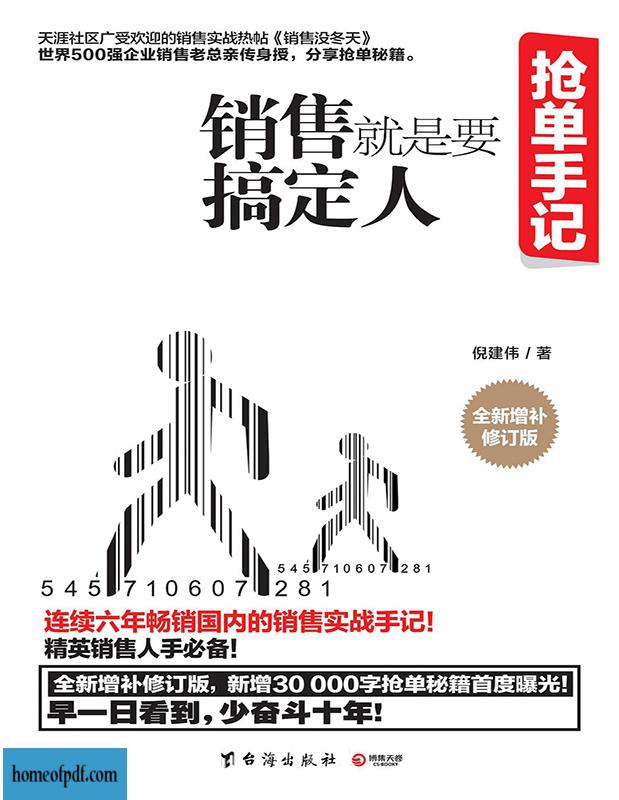 天涯社区广受欢迎的销售实战热帖《销售没冬天》
世界500强企业销售老总亲传身授，分享抢单秘籍。
抢单手记
销售就是要
搞定人
倪建伟 / 著
全新增补
修订版
545 710607 281
545 710607 281
连续六年畅销国内的销售实战手记！
精英销售人手必备！
全新增补修订版，新增30 000字抢单秘籍首度曝光！
早一日看到，少奋斗十年！
台海出版社
博集天卷
CS-BOOKY
homeofpdf.com